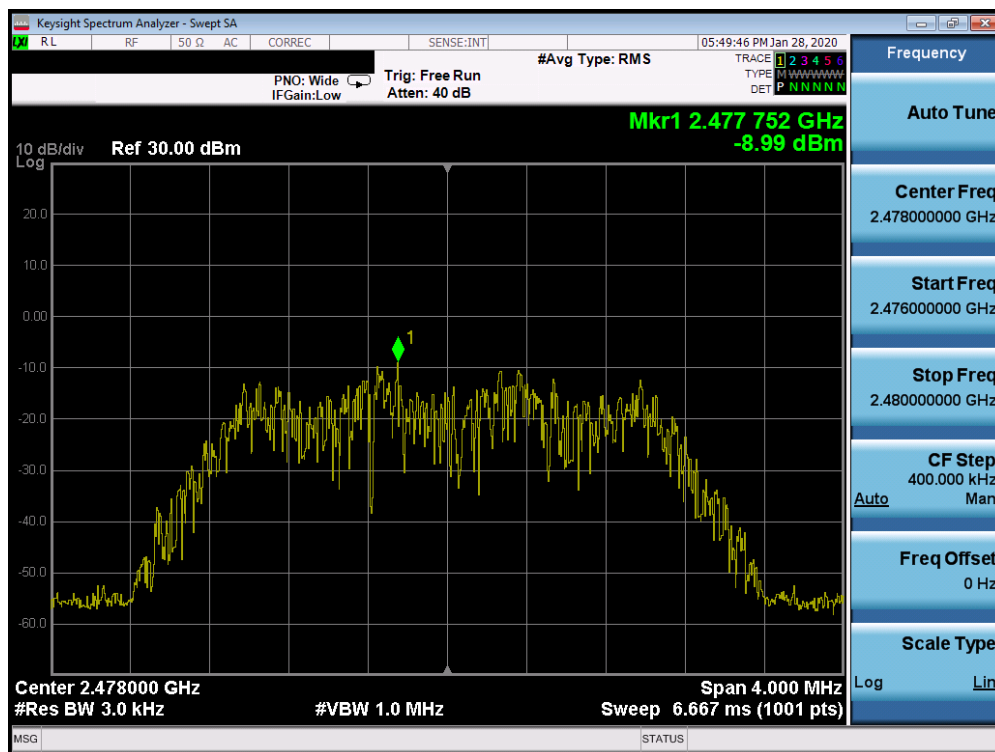 Keysight Spectrum Analyzer - Swept SA
LXI RL RF 50 Ω AC CORREC SENSE:INT 05:49:46 PM Jan 28, 2020
#Avg Type: RMS
TRACE 1 2 3 4 5 6
PNO: Wide Trig: Free Run
TYPE M WWWWW
IFGain:Low Atten: 40 dB
DET P N N N N N
Mkr1 2.477 752 GHz
-8.99 dBm
10 dB/div Ref 30.00 dBm
Log
20.0
10.0
0.00
1
-10.0
-20.0
-30.0
-40.0
-50.0
-60.0
Center 2.478000 GHz Span 4.000 MHz
#Res BW 3.0 kHz #VBW 1.0 MHz Sweep 6.667 ms (1001 pts)
MSG STATUS
Frequency
Auto Tune
Center Freq
2.478000000 GHz
Start Freq
2.476000000 GHz
Stop Freq
2.480000000 GHz
CF Step
400.000 kHz
Auto Man
Freq Offset
0 Hz
Scale Type
Log Lin